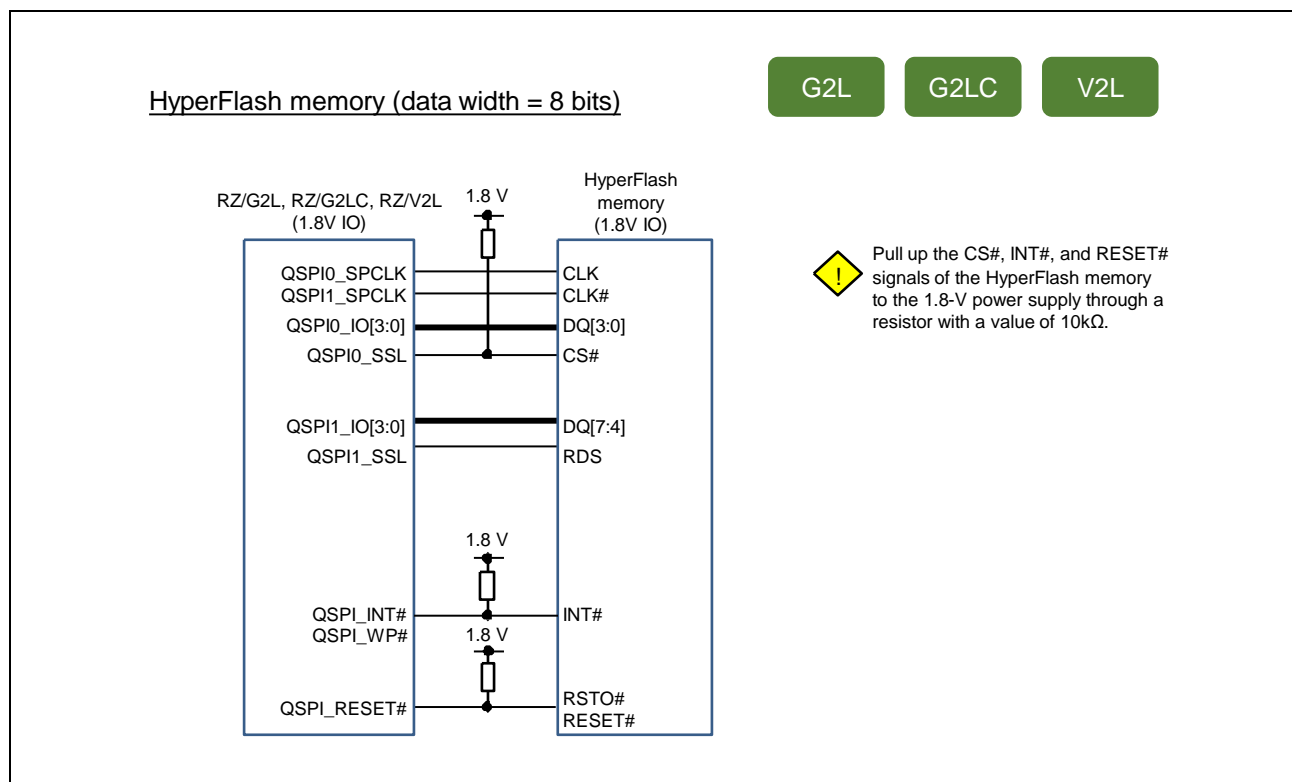 HyperFlash memory (data width = 8 bits)
G2L
G2LC
V2L
RZ/G2L, RZ/G2LC, RZ/V2L
(1.8V IO)
1.8 V
HyperFlash
memory
(1.8V IO)
QSPI0_SPCLK
CLK
QSPI1_SPCLK
CLK#
QSPI0_IO[3:0]
DQ[3:0]
QSPI0_SSL
CS#
QSPI1_IO[3:0]
DQ[7:4]
QSPI1_SSL
RDS
1.8 V
QSPI_INT#
INT#
QSPI_WP#
1.8 V
QSPI_RESET#
RSTO#
RESET#
!
Pull up the CS#, INT#, and RESET#
signals of the HyperFlash memory
to the 1.8-V power supply through a
resistor with a value of 10kΩ.